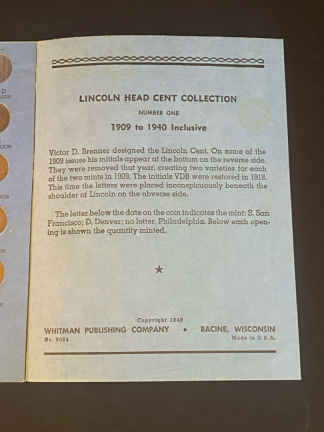 LINCOLN HEAD CENT COLLECTION
NUMBER ONE
1909 to 1940 Inclusive
Victor D. Brenner designed the Lincoln Cent. On some of the
1909 issues his initials appear at the bottom on the reverse side.
They were removed that year, creating two varieties for each
of the two mints in 1909. The initials VDB were restored in 1918.
This time the letters were placed inconspicuously beneath the
shoulder of Lincoln on the obverse side.
The letter below the date on the coin indicates the mint: S, San
Francisco; D, Denver; no letter, Philadelphia. Below each open-
ing is shown the quantity minted.
Copyright
WHITMAN PUBLISHING COMPANY • RACINE, WISCONSIN
No. Made in U.S.A.